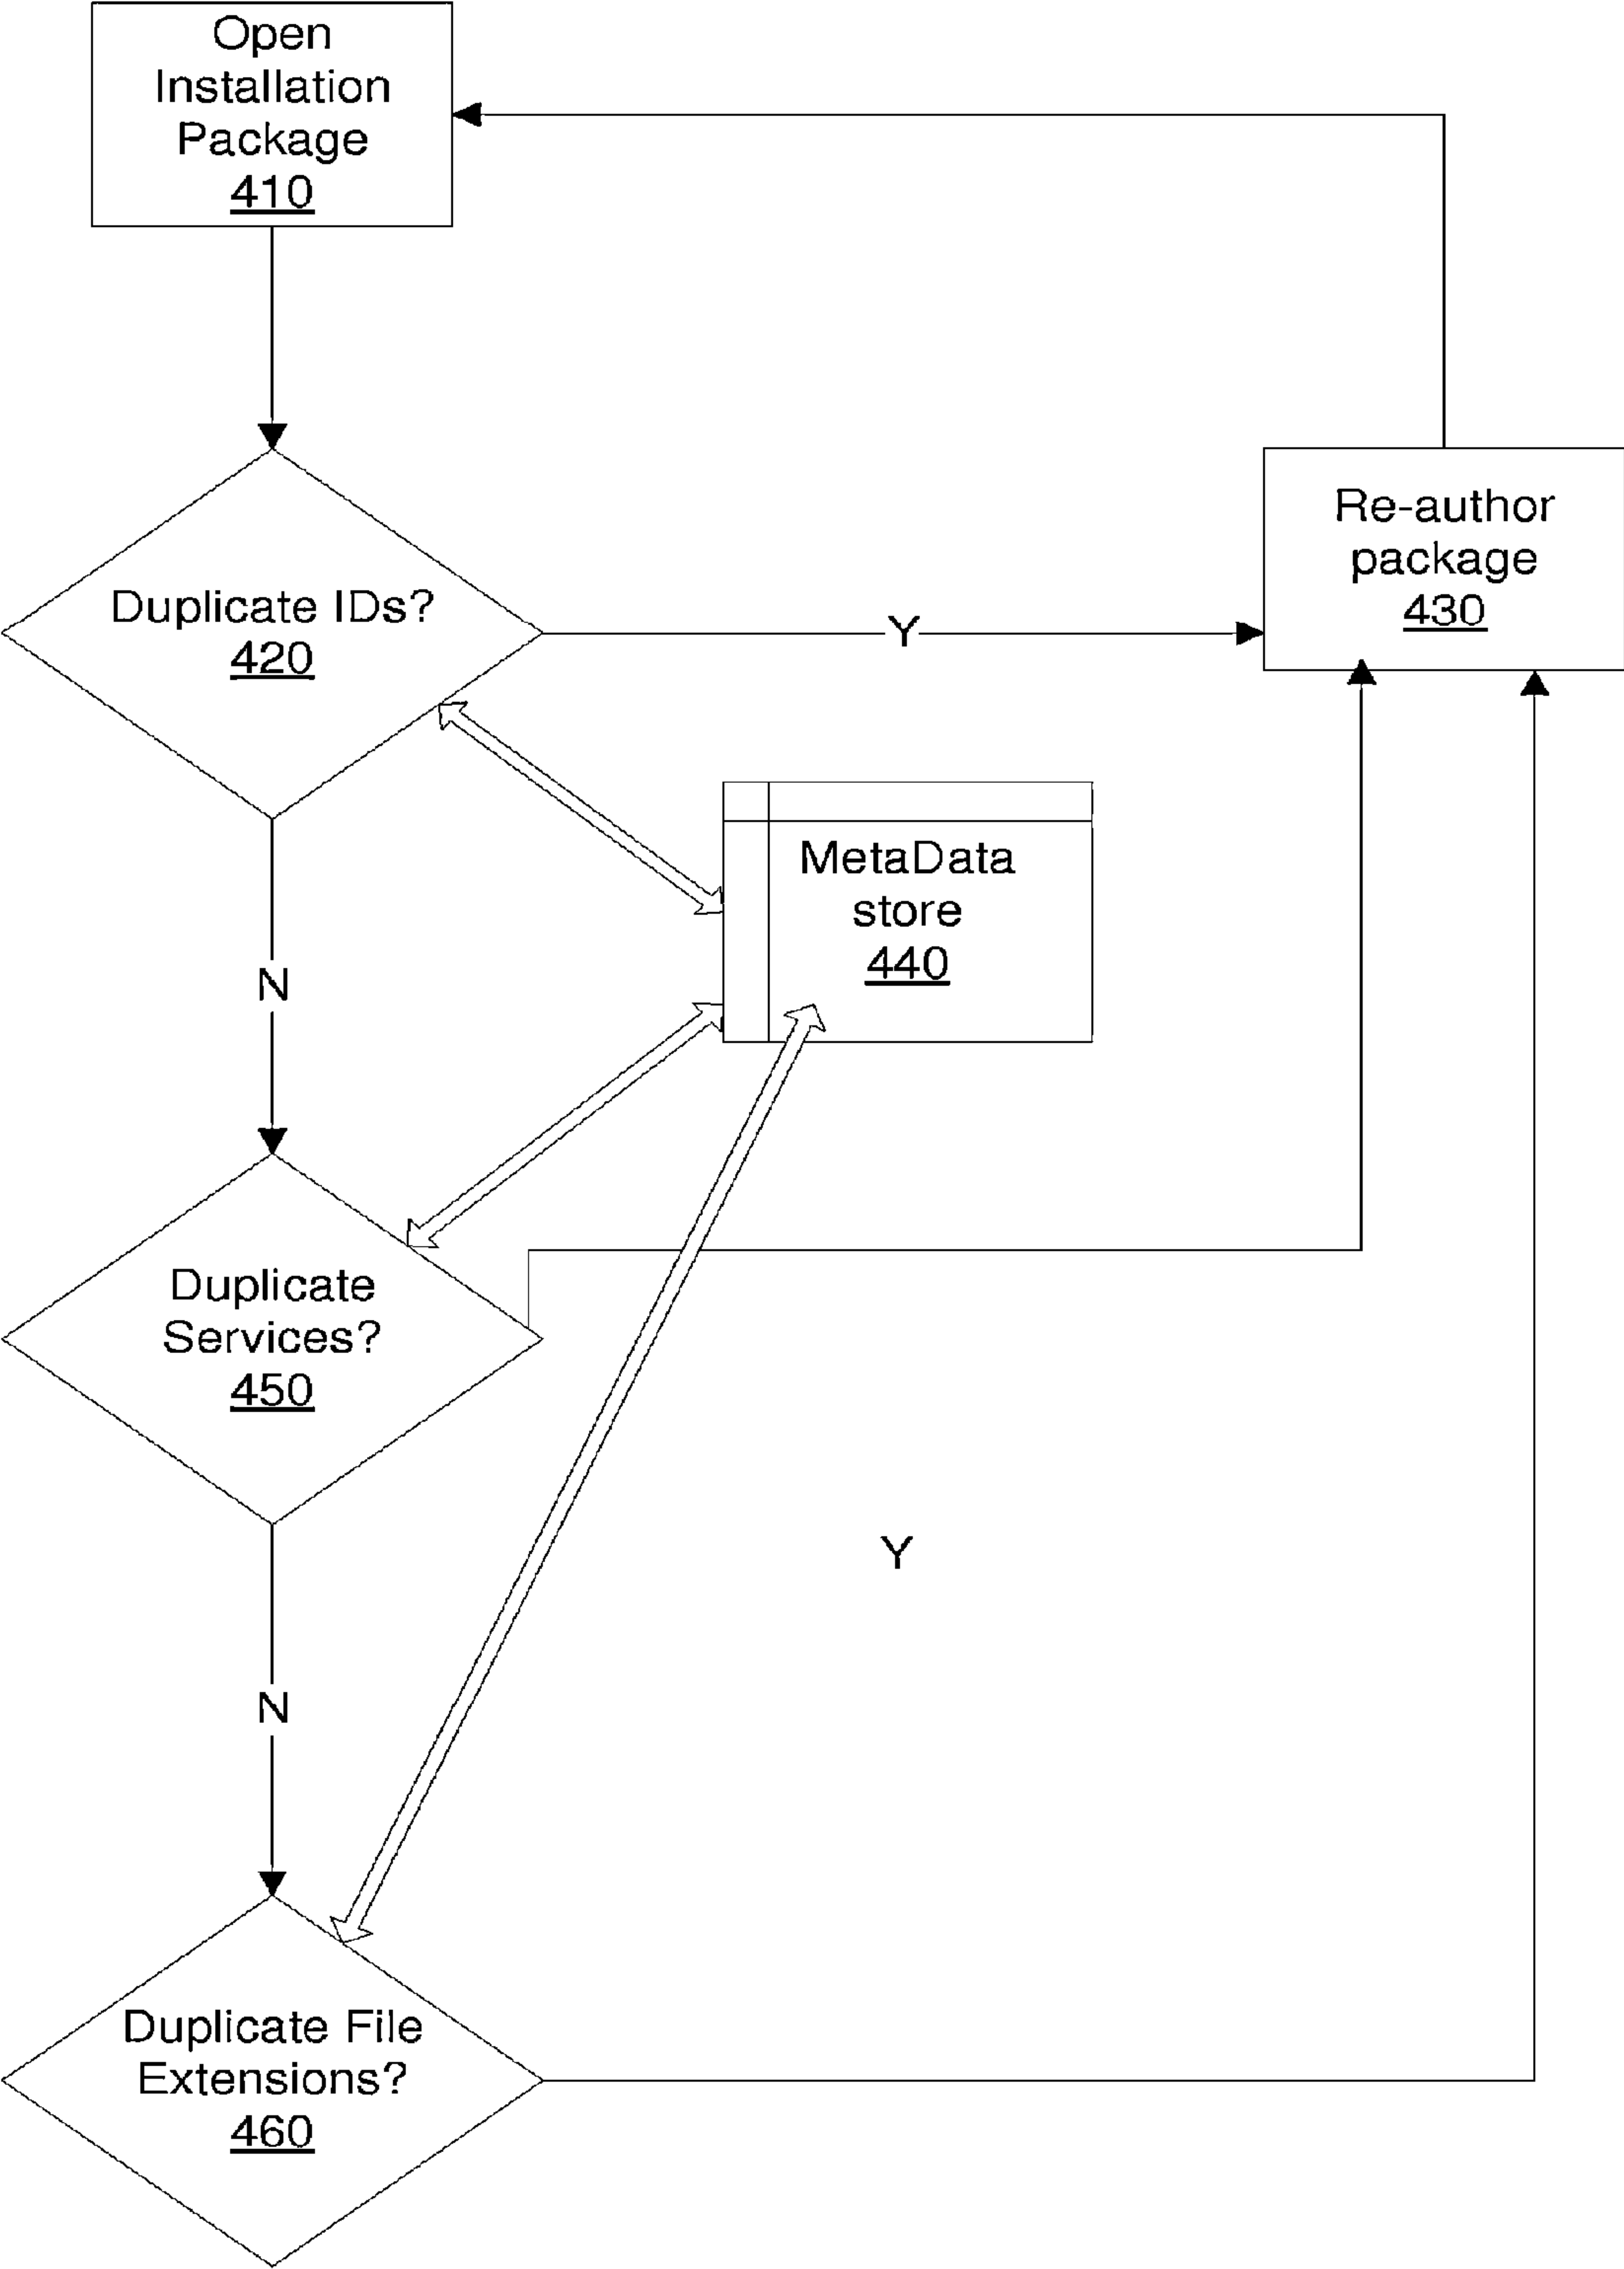 Open
Installation
Package
410
Duplicate IDs?
420
Y
Re-author
package
430
MetaData
store
440
N
Duplicate
Services?
450
Y
N
Duplicate File
Extensions?
460